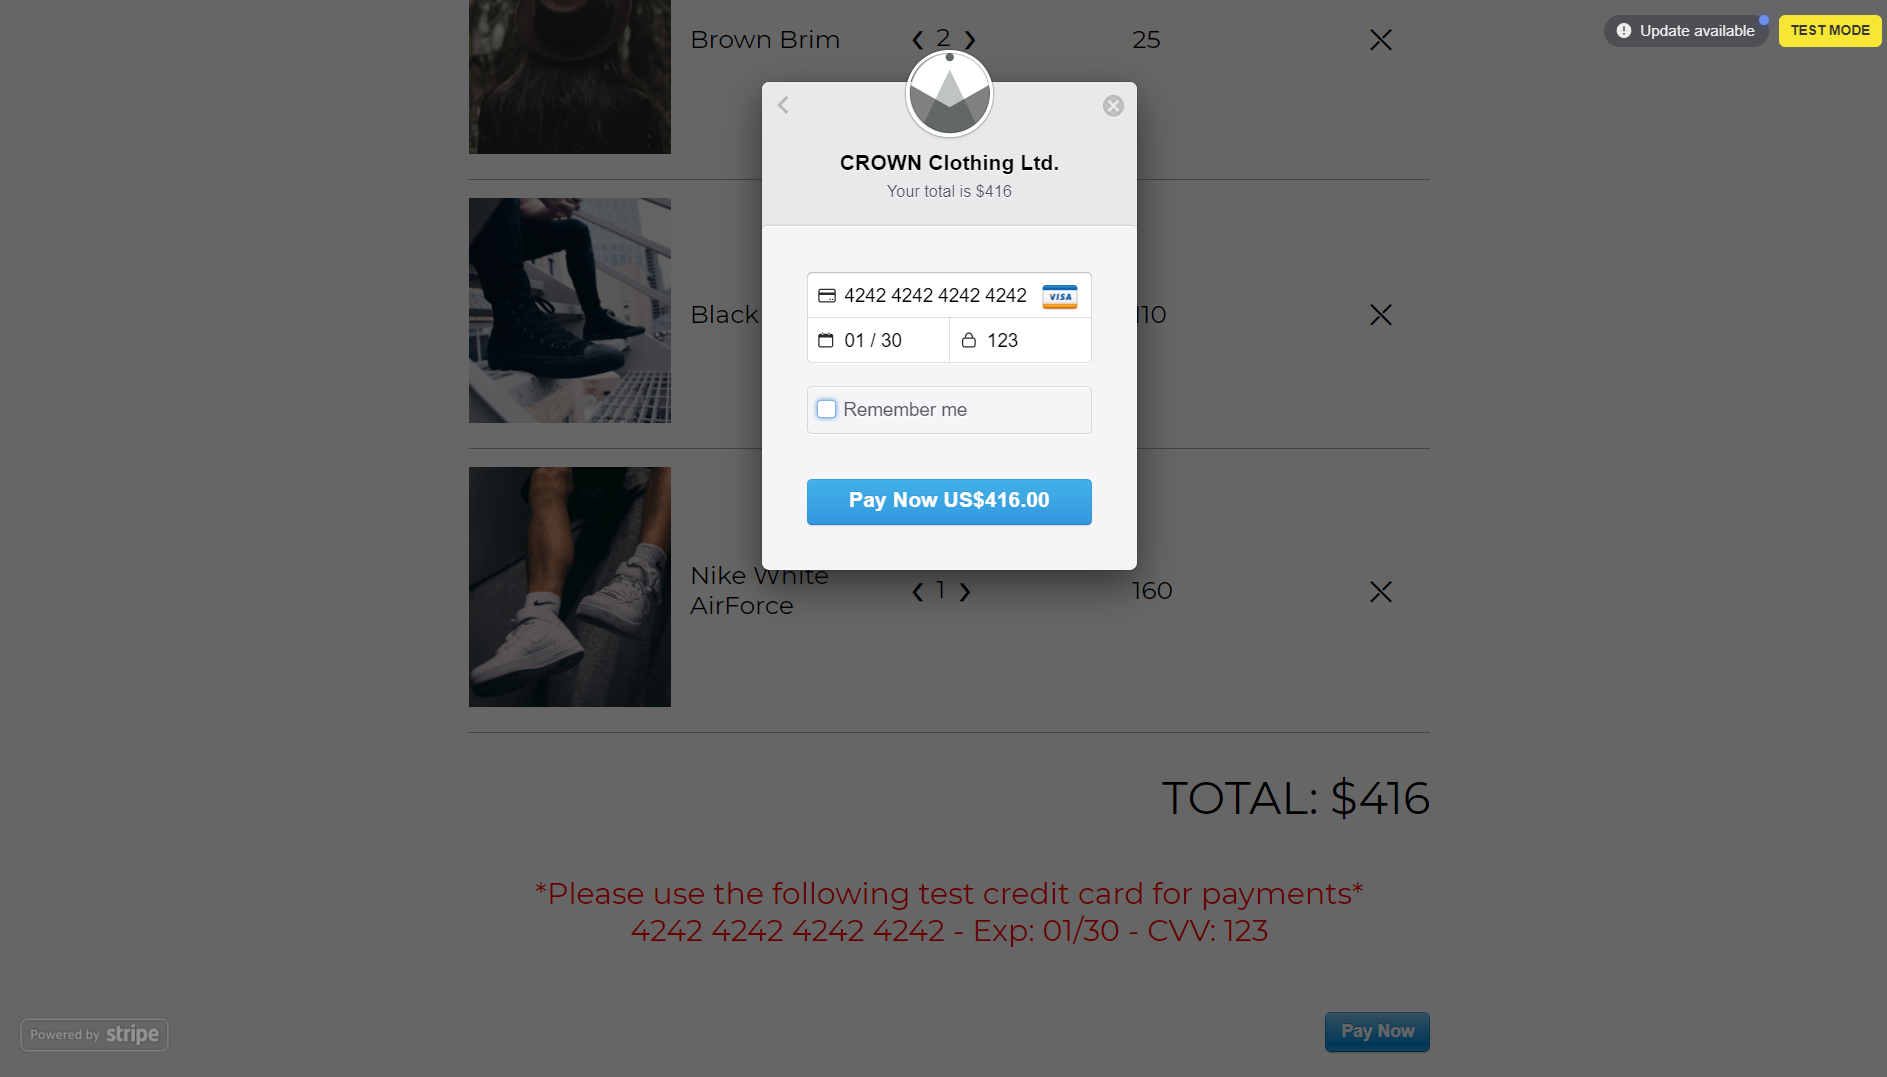 Brown Brim
❮ 2 ❯
25
Update available
TEST MODE
CROWN Clothing Ltd.
Your total is $416
4242 4242 4242 4242
VISA
01 / 30
123
Remember me
Pay Now US$416.00
Black
110
Nike White
AirForce
❮ 1 ❯
160
TOTAL: $416
*Please use the following test credit card for payments*
4242 4242 4242 4242 - Exp: 01/30 - CVV: 123
Powered by stripe
Pay Now